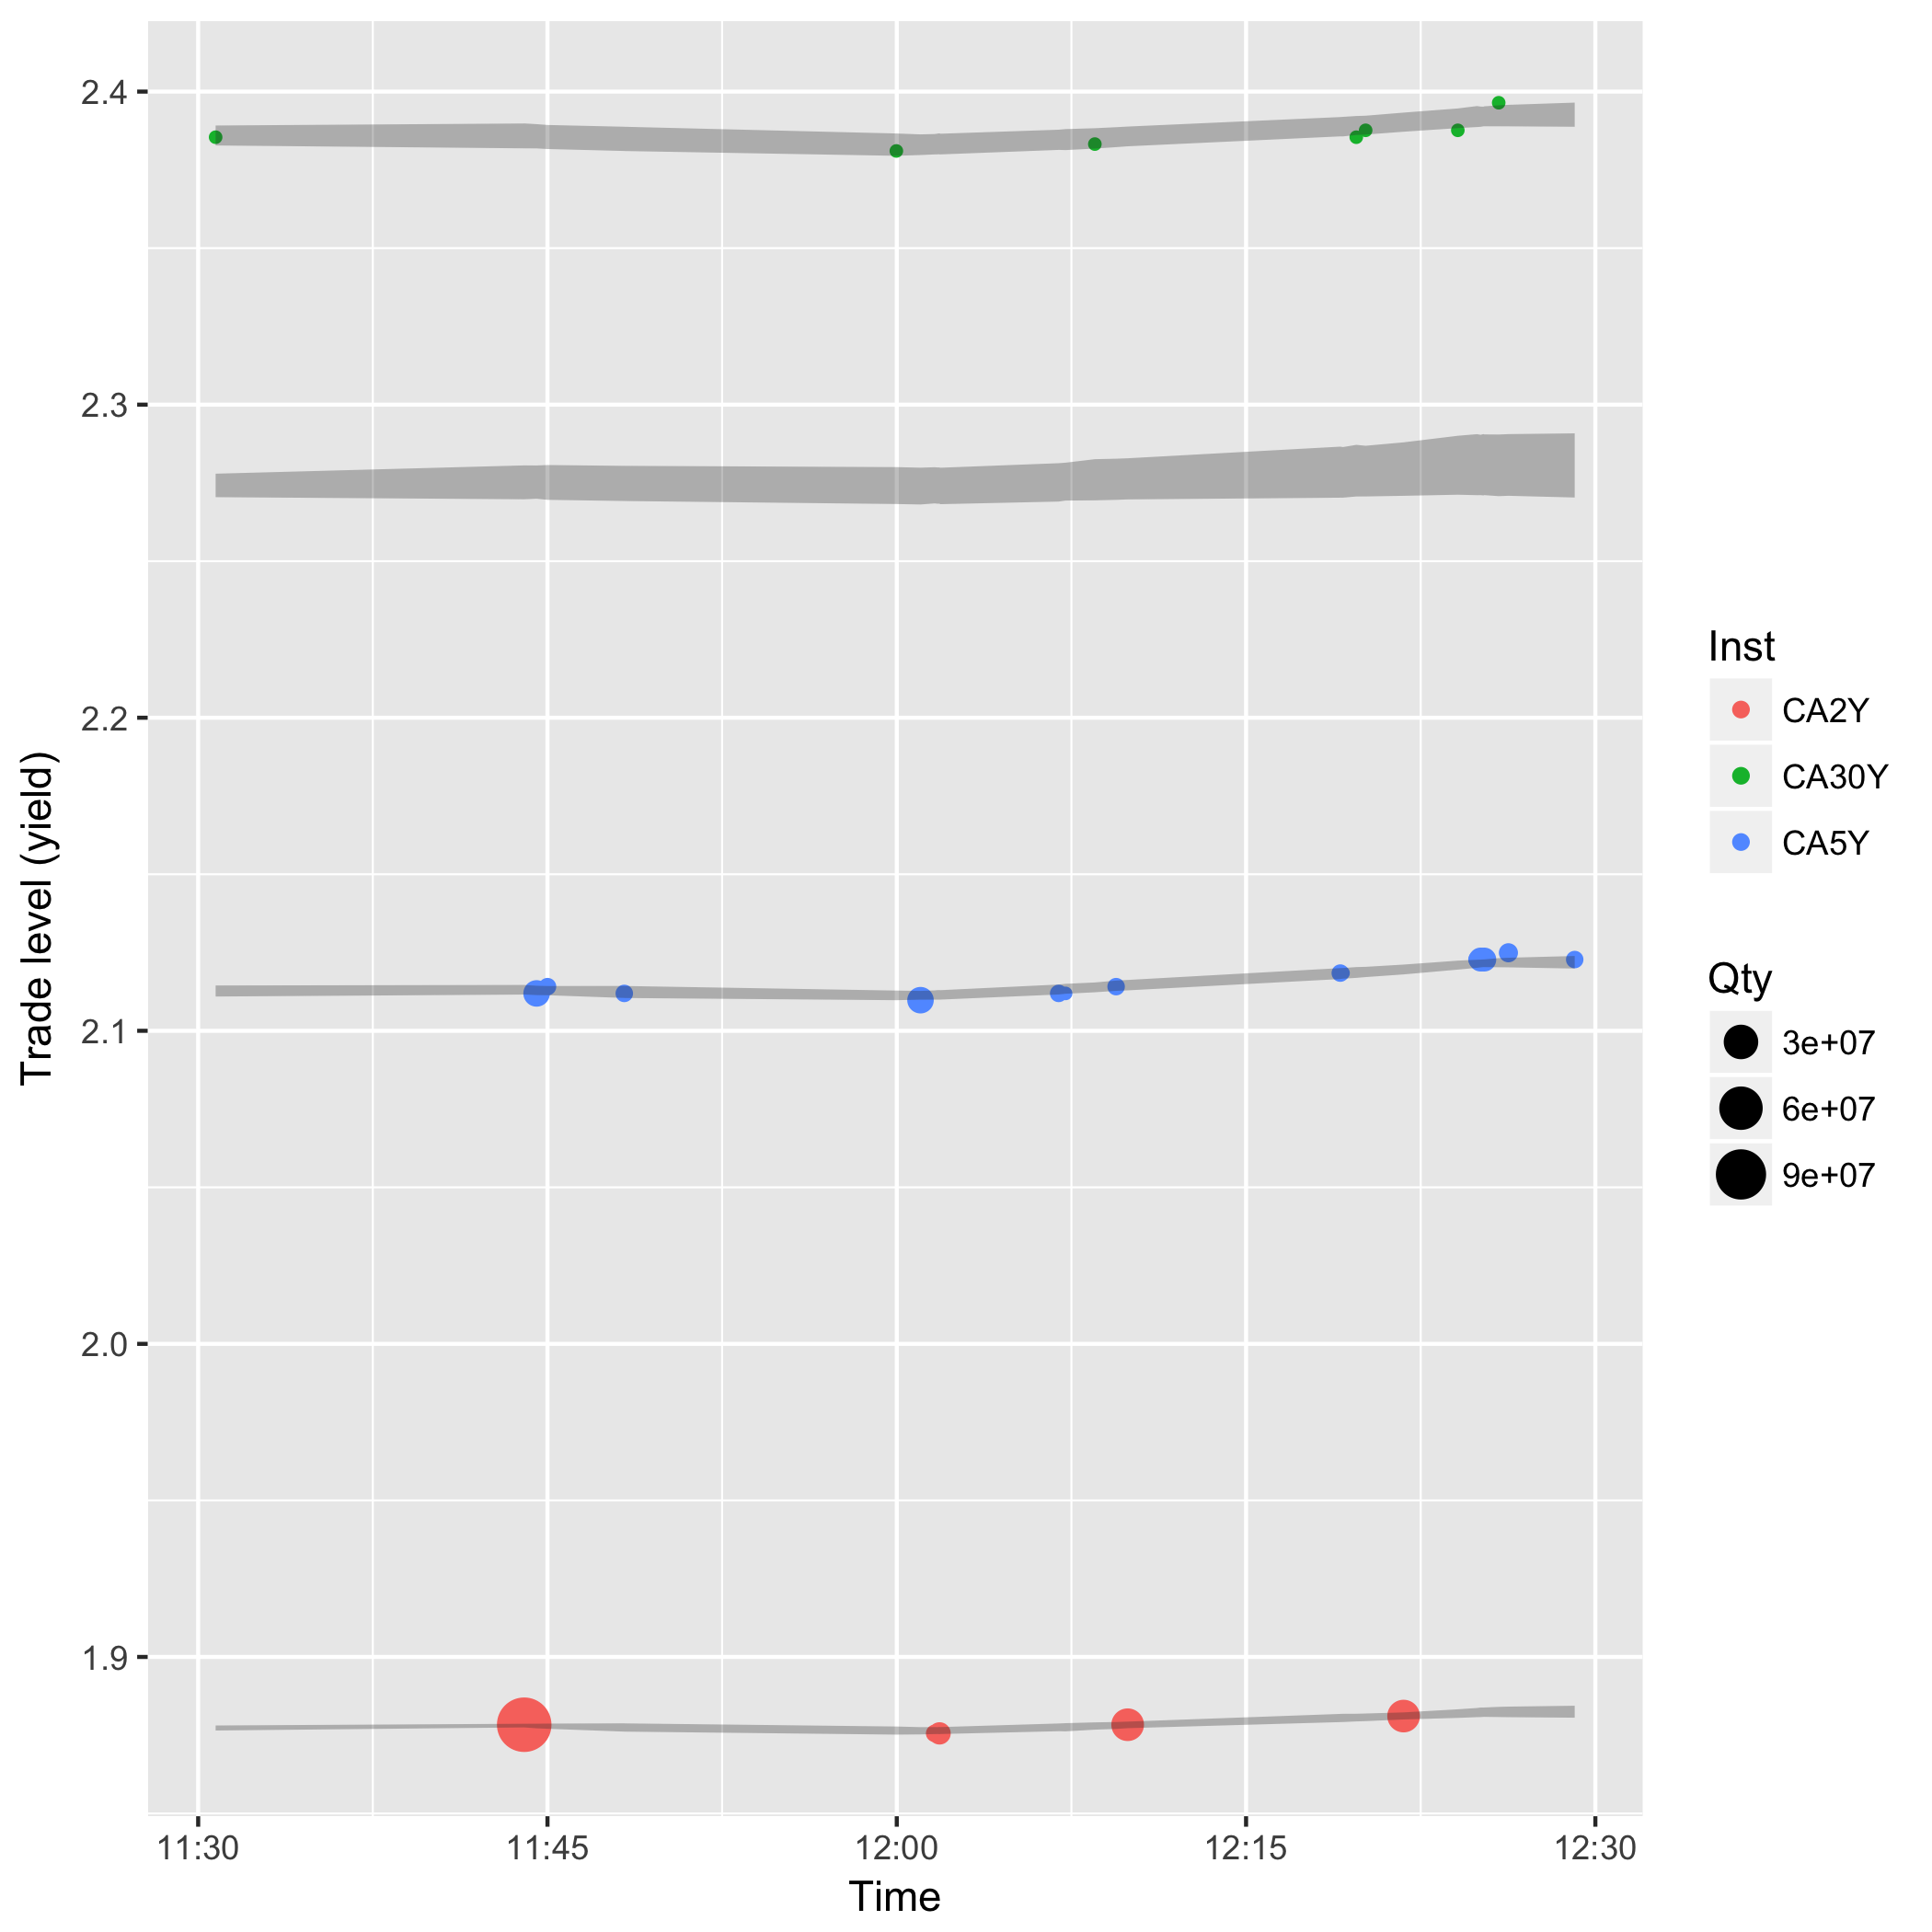 Trade level (yield)
2.4
2.3
2.2
2.1
2.0
1.9
11:30
11:45
12:00
12:15
12:30
Time
Inst
CA2Y
CA30Y
CA5Y
Qty
3e+07
6e+07
9e+07